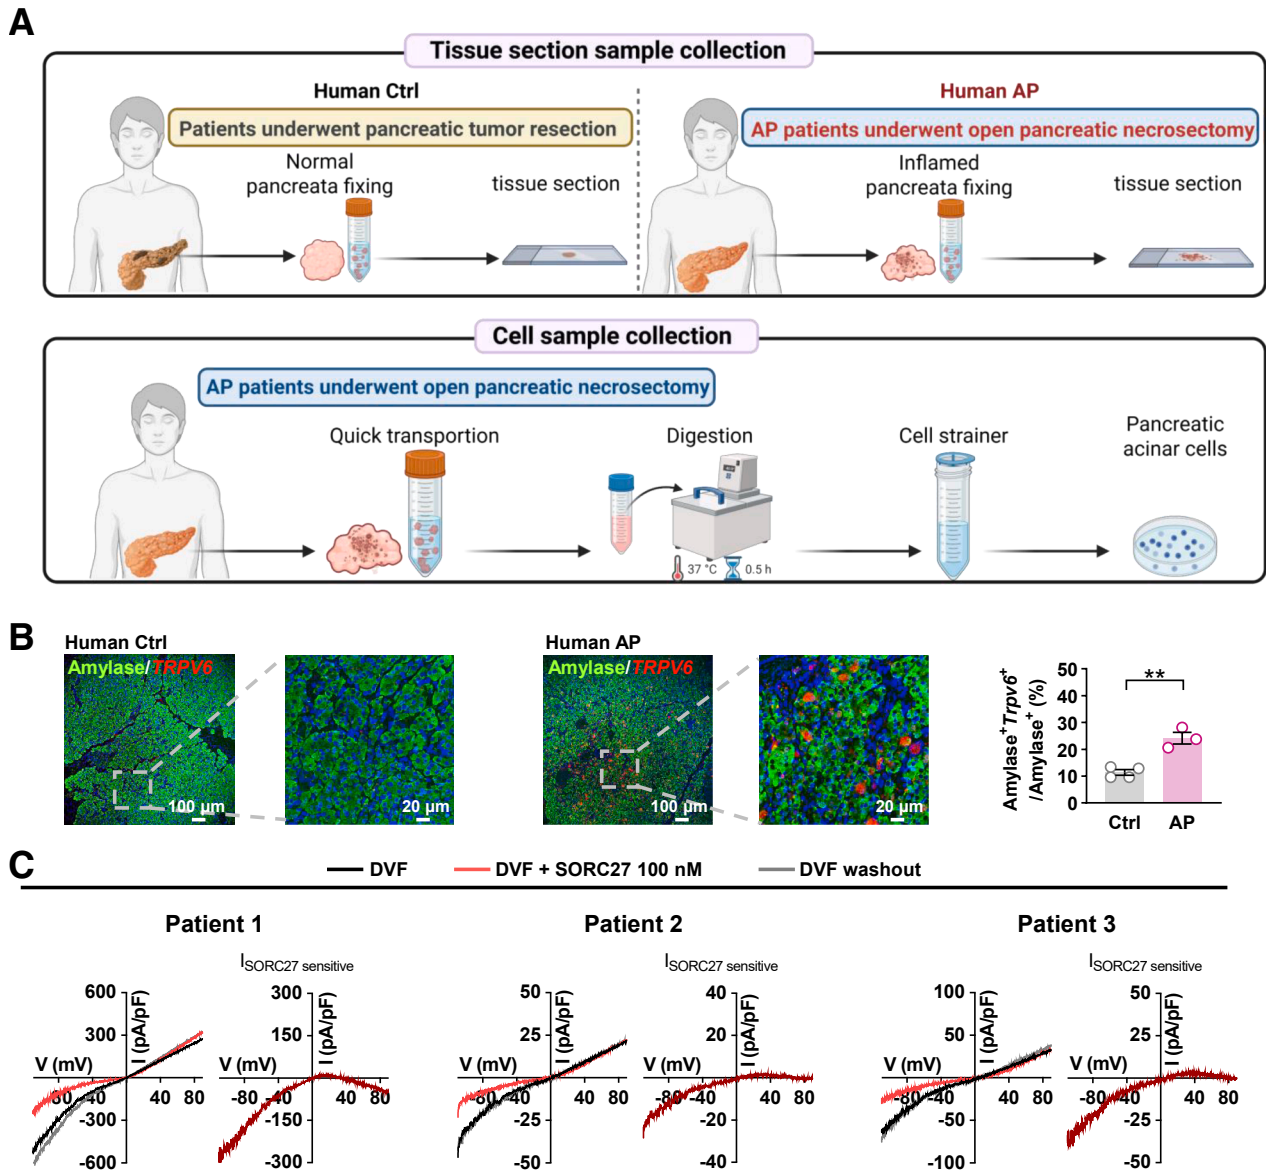 A
Tissue section sample collection
Human Ctrl
Human AP
Patients underwent pancreatic tumor resection
AP patients underwent open pancreatic necrosectomy
Normal
pancreata fixing
tissue section
Inflamed
pancreata fixing
tissue section
Cell sample collection
AP patients underwent open pancreatic necrosectomy
Quick transportion
Digestion
Cell strainer
Pancreatic
acinar cells
37 °C
0.5 h
B
Human Ctrl
Amylase/TRPV6
100 μm
20 μm
Human AP
Amylase/TRPV6
100 μm
20 μm
Amylase⁺Trpv6⁺
/Amylase⁺ (%)
50
40
30
20
10
0
**
Ctrl
AP
C
DVF
DVF + SORC27 100 nM
DVF washout
Patient 1
Patient 2
Patient 3
I SORC27 sensitive
I SORC27 sensitive
I SORC27 sensitive
600
300
-300
-600
I (pA/pF)
V (mV)
-80 -40 40 80
300
150
-150
-300
I (pA/pF)
V (mV)
-80 -40 40 80
50
25
-25
-50
I (pA/pF)
V (mV)
-80 -40 40 80
40
20
-20
-40
I (pA/pF)
V (mV)
-80 -40 40 80
100
50
-50
-100
I (pA/pF)
V (mV)
-80 -40 40 80
50
25
-25
-50
I (pA/pF)
V (mV)
-80 -40 40 80